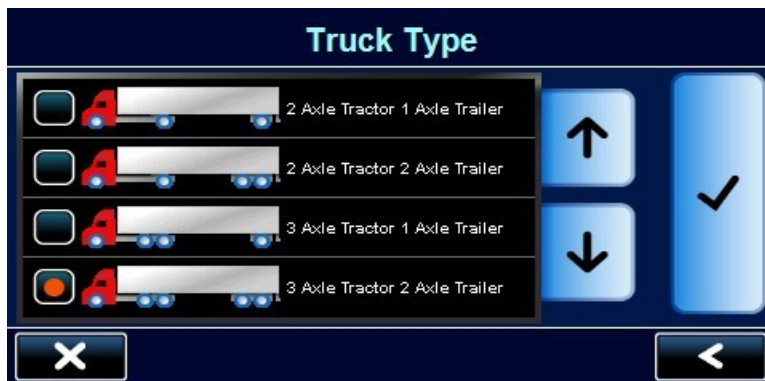 Truck Type
2 Axle Tractor 1 Axle Trailer
2 Axle Tractor 2 Axle Trailer
3 Axle Tractor 1 Axle Trailer
3 Axle Tractor 2 Axle Trailer